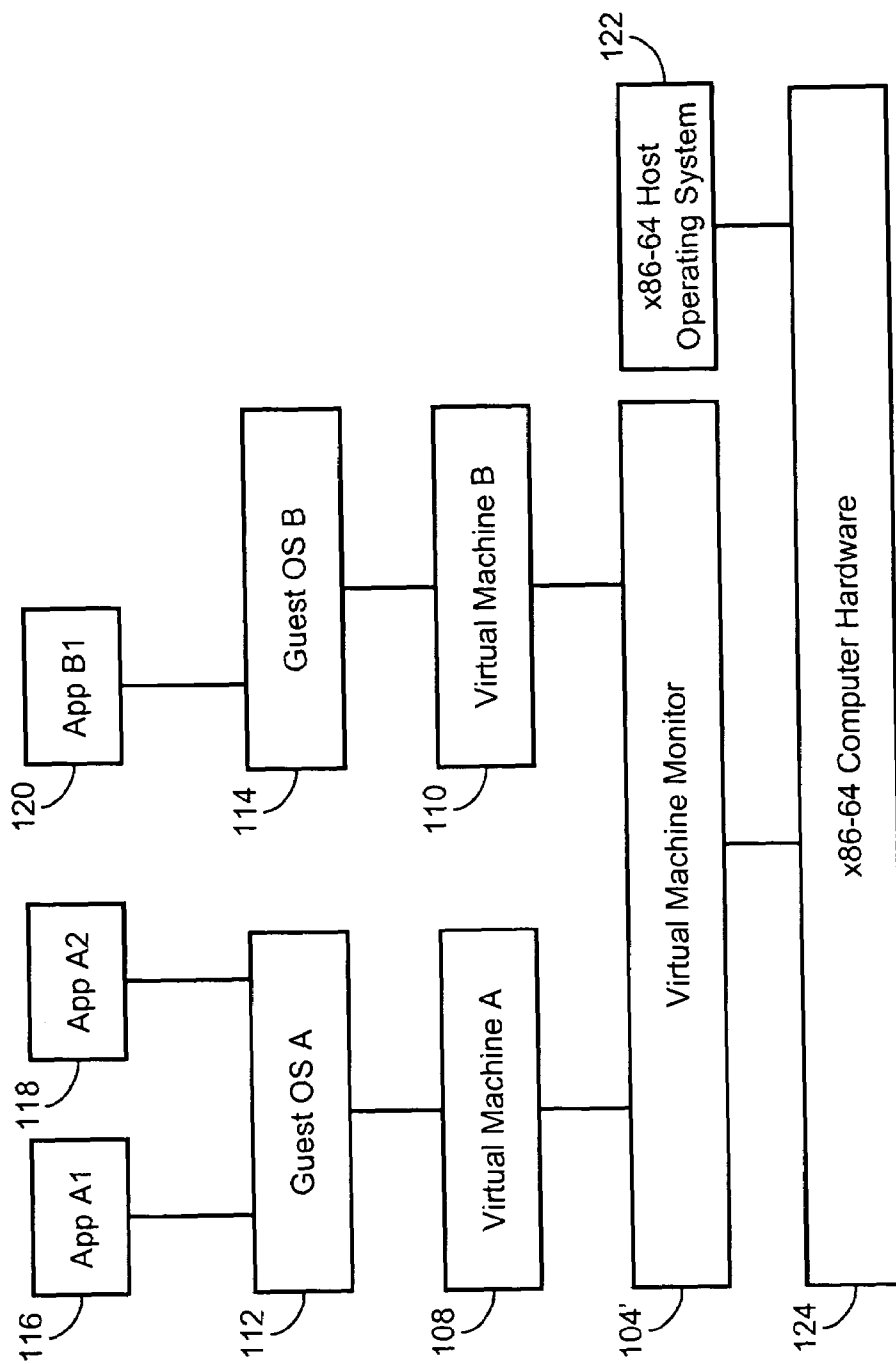 116
App A1
118
App A2
120
App B1
112
Guest OS A
114
Guest OS B
108
Virtual Machine A
110
Virtual Machine B
104'
Virtual Machine Monitor
x86-64 Host
Operating System
122
124
x86-64 Computer Hardware